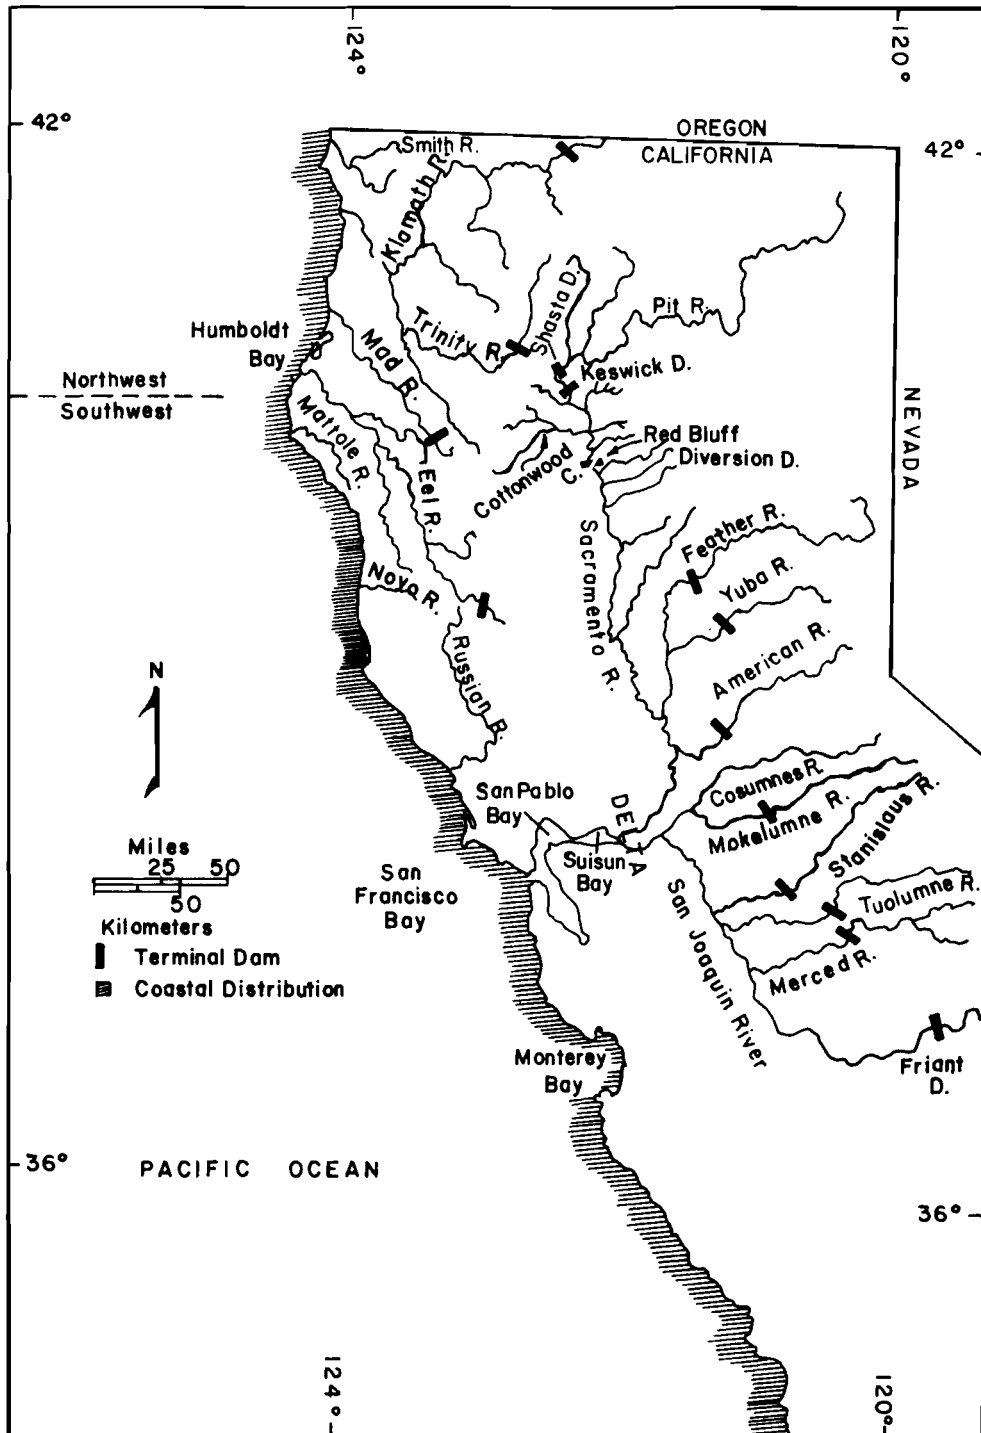 124°
120°
42°
42°
OREGON
CALIFORNIA
Smith R.
Klamath R.
Shasta D.
Pit R.
Trinity R.
Humboldt
Bay
Mad R.
Keswick D.
Northwest
Southwest
NEVADA
Mattole R.
Red Bluff
Diversion D.
Cottonwood
C.
Eel R.
Feather R.
Sacramento R.
Yuba R.
Noyo R.
Russian R.
American R.
N
Cosumnes R.
San Pablo
Bay
DELTA
Mokelumne R.
Stanislaus R.
Suisun
Bay
Miles
25 50
50
Kilometers
San
Francisco
Bay
San Joaquin River
Tuolumne R.
Merced R.
Terminal Dam
Coastal Distribution
Monterey
Bay
Friant
D.
36°
PACIFIC OCEAN
36°
124°
120°